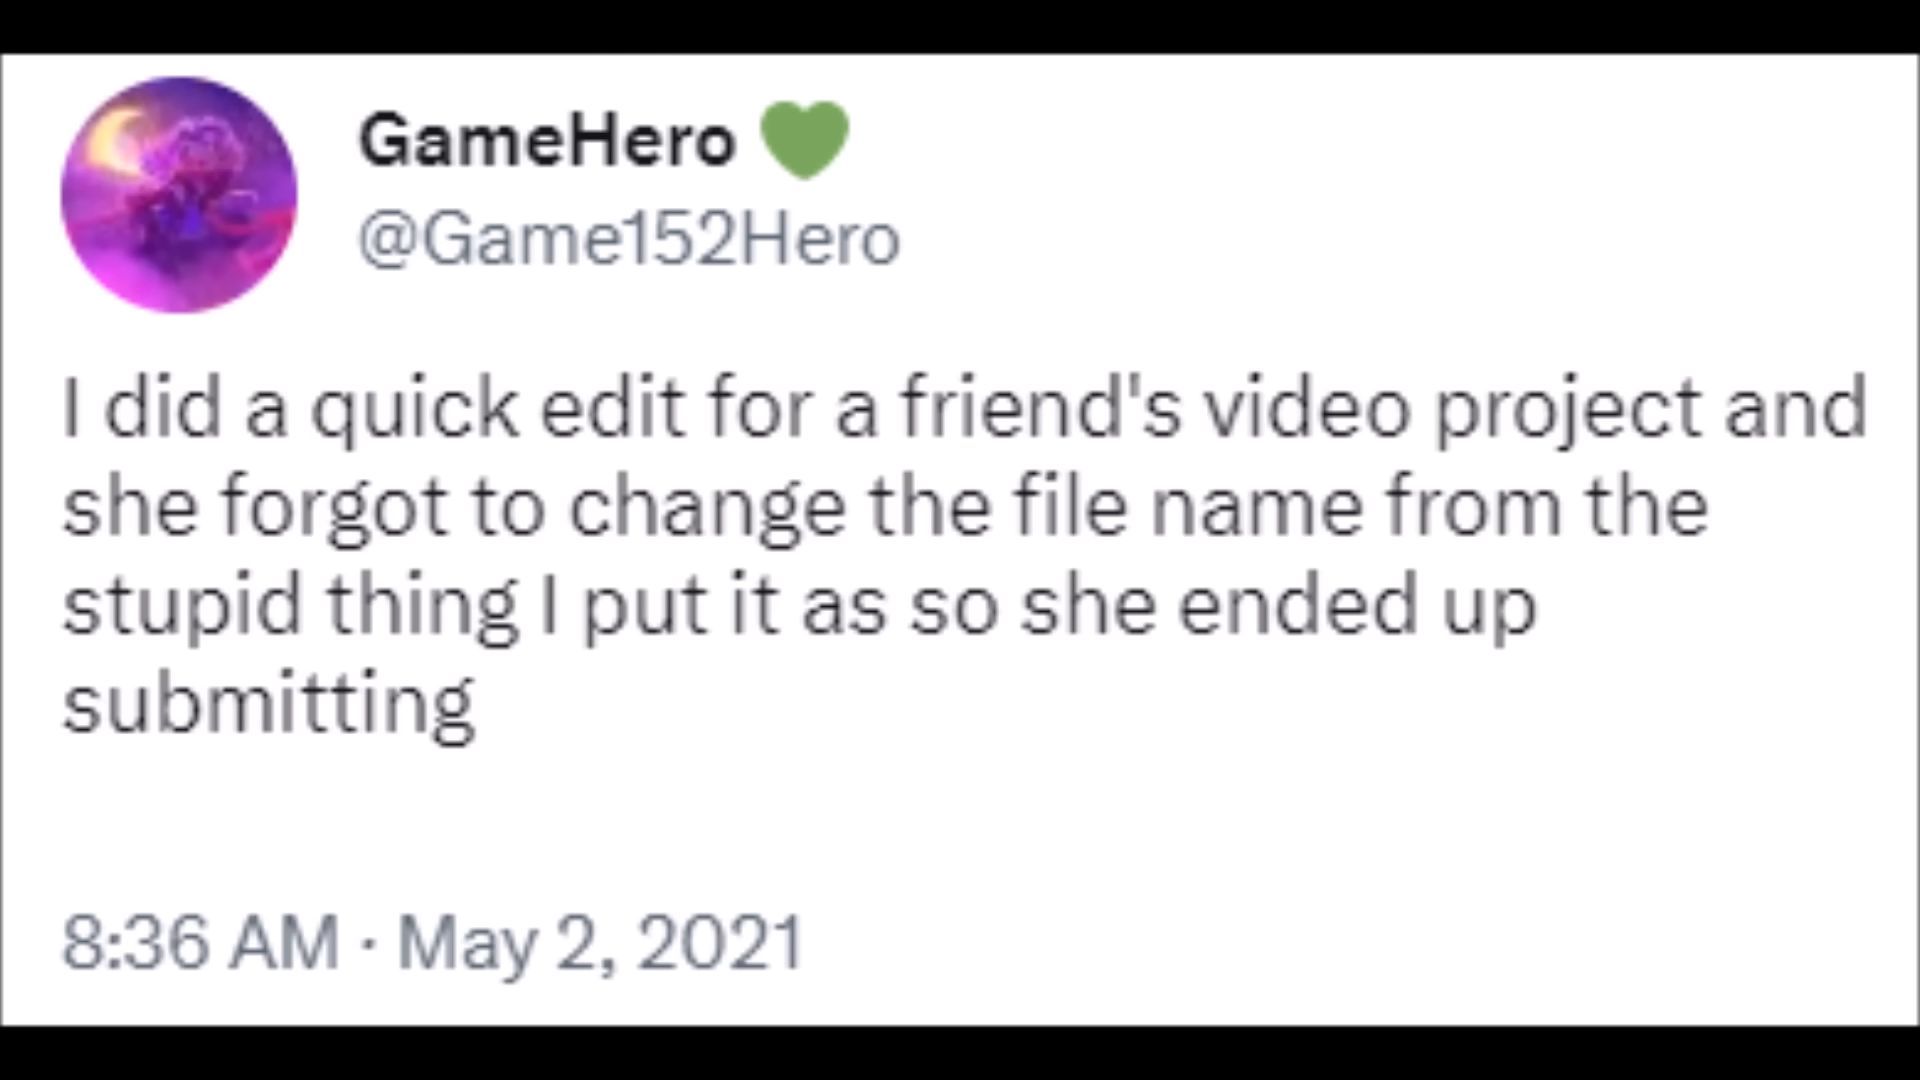 GameHero 💚
@Game152Hero
I did a quick edit for a friend's video project and
she forgot to change the file name from the
stupid thing I put it as so she ended up
submitting
8:36 AM · May 2, 2021